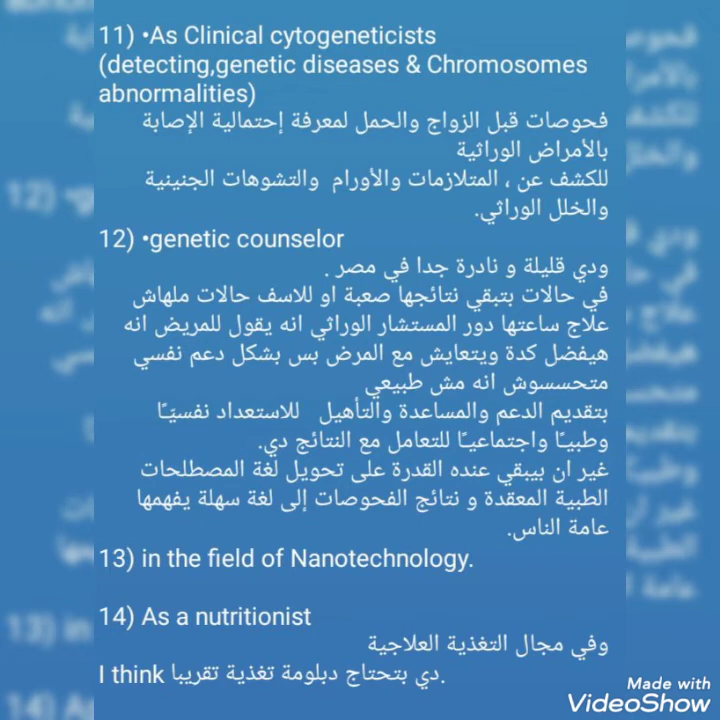 11) •As Clinical cytogeneticists
(detecting,genetic diseases & Chromosomes
abnormalities)
فحوصات قبل الزواج والحمل لمعرفة إحتمالية الإصابة
بالأمراض الوراثية
للكشف عن ، المتلازمات والأورام والتشوهات الجنينية
والخلل الوراثي.
12) •genetic counselor
ودي قليلة و نادرة جدا في مصر .
في حالات بتبقي نتائجها صعبة او للاسف حالات ملهاش
علاج ساعتها دور المستشار الوراثي انه يقول للمريض انه
هيفضل كدة ويتعايش مع المرض بس بشكل دعم نفسي
متحسسوش انه مش طبيعي
بتقديم الدعم والمساعدة والتأهيل للاستعداد نفسيًـا
وطبيـًا واجتماعيـًا للتعامل مع النتائج دي.
غير ان بيبقي عنده القدرة على تحويل لغة المصطلحات
الطبية المعقدة و نتائج الفحوصات إلى لغة سهلة يفهمها
عامة الناس.
13) in the field of Nanotechnology.
14) As a nutritionist
وفي مجال التغذية العلاجية
I think دي بتحتاج دبلومة تغذية تقريبا.
Made with
VideoShow